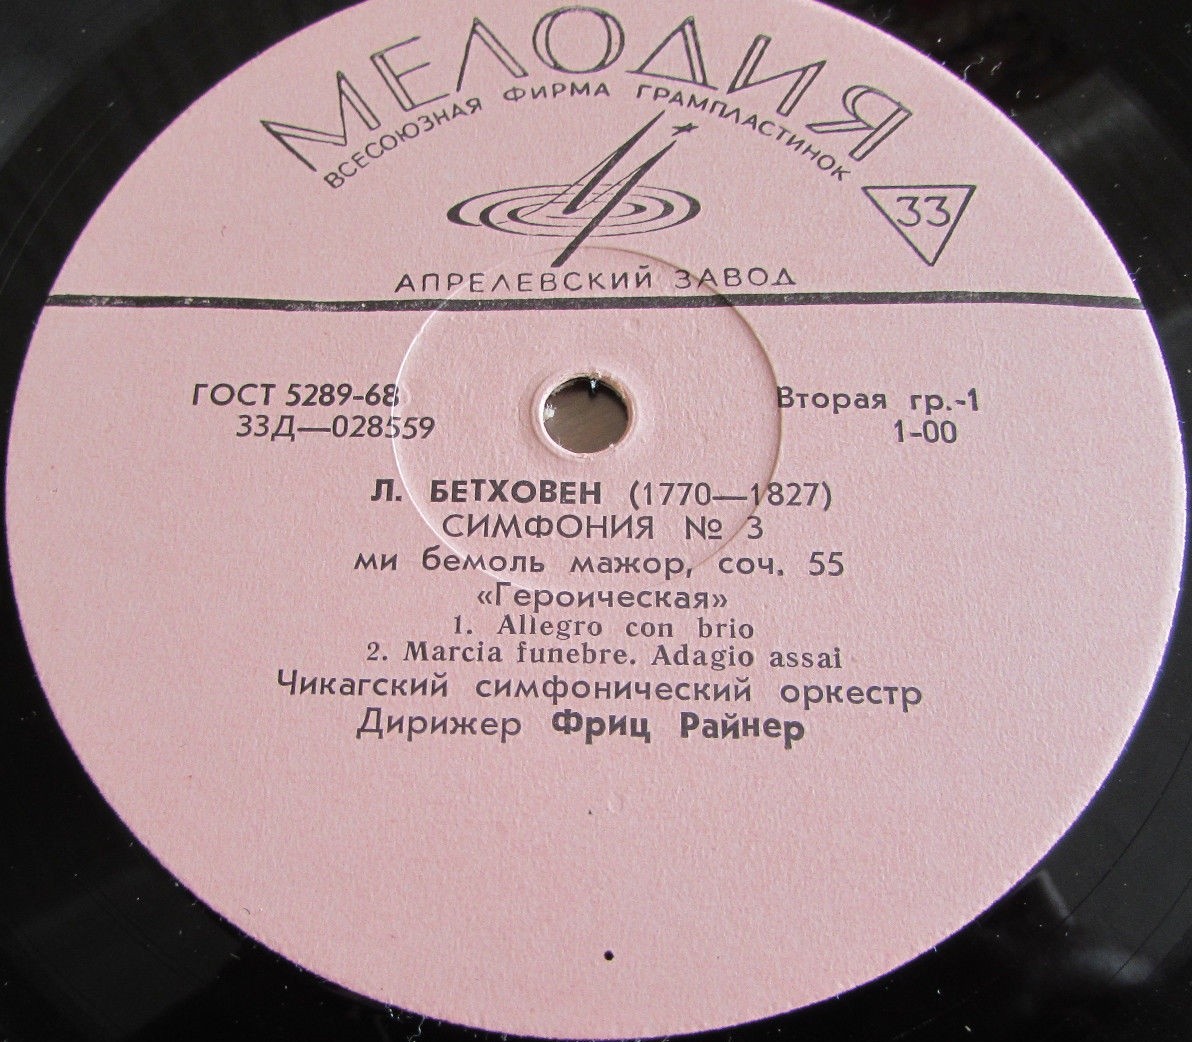 МЕЛОДИЯ
ВСЕСОЮЗНАЯ ФИРМА ГРАМПЛАСТИНОК
33
АПРЕЛЕВСКИЙ ЗАВОД
ГОСТ 5289-68
Вторая гр.-1
33Д—028559
1-00
Л. БЕТХОВЕН (1770—1827)
СИМФОНИЯ № 3
ми бемоль мажор, соч. 55
«Героическая»
1. Allegro con brio
2. Marcia funebre. Adagio assai
Чикагский симфонический оркестр
Дирижер Фриц Райнер